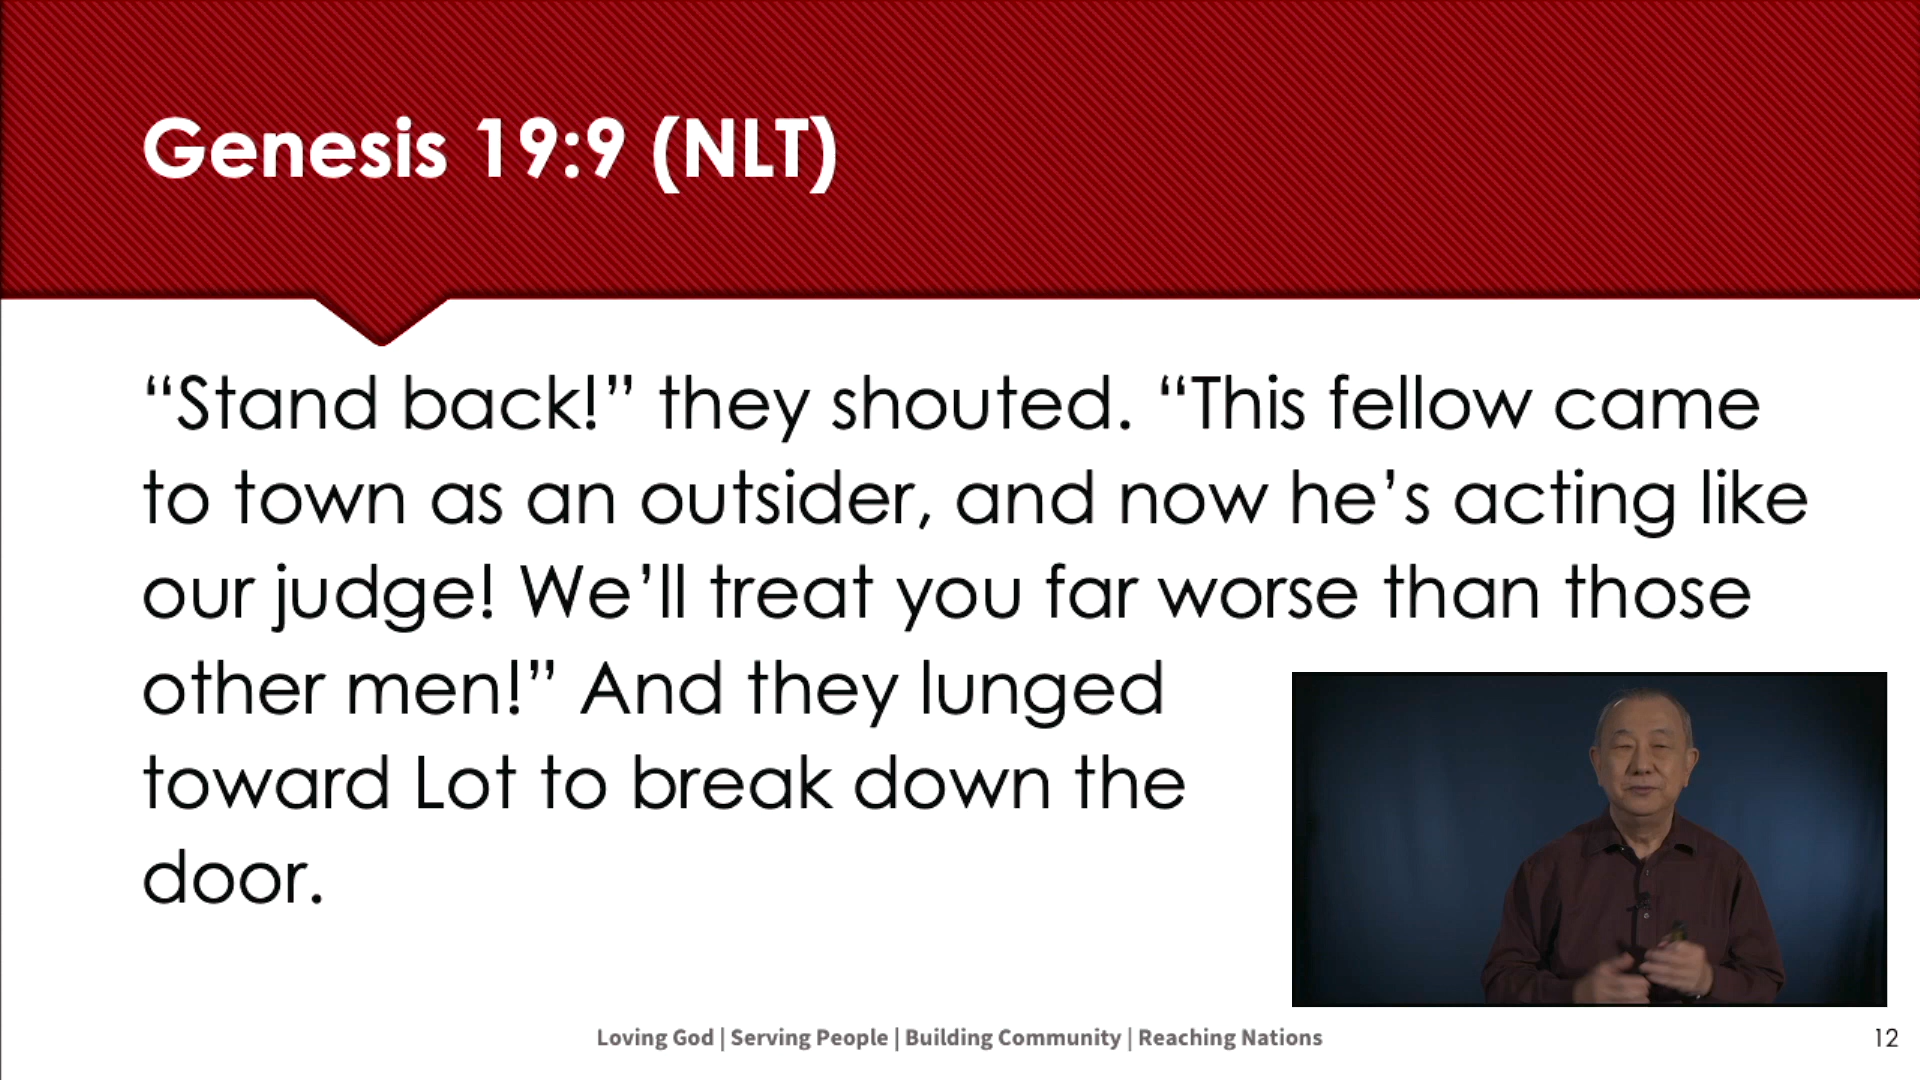 Genesis 19:9 (NLT)
“Stand back!” they shouted. “This fellow came
to town as an outsider, and now he’s acting like
our judge! We’ll treat you far worse than those
other men!” And they lunged
toward Lot to break down the
door.
Loving God | Serving People | Building Community | Reaching Nations
12